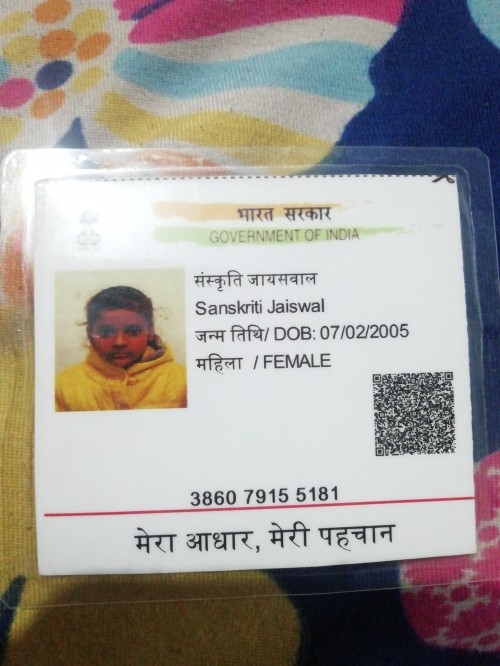 भारत सरकार
GOVERNMENT OF INDIA
संस्कृति जायसवाल
Sanskriti Jaiswal
जन्म तिथि/ DOB: 07/02/2005
महिला / FEMALE
3860 7915 5181
मेरा आधार, मेरी पहचान